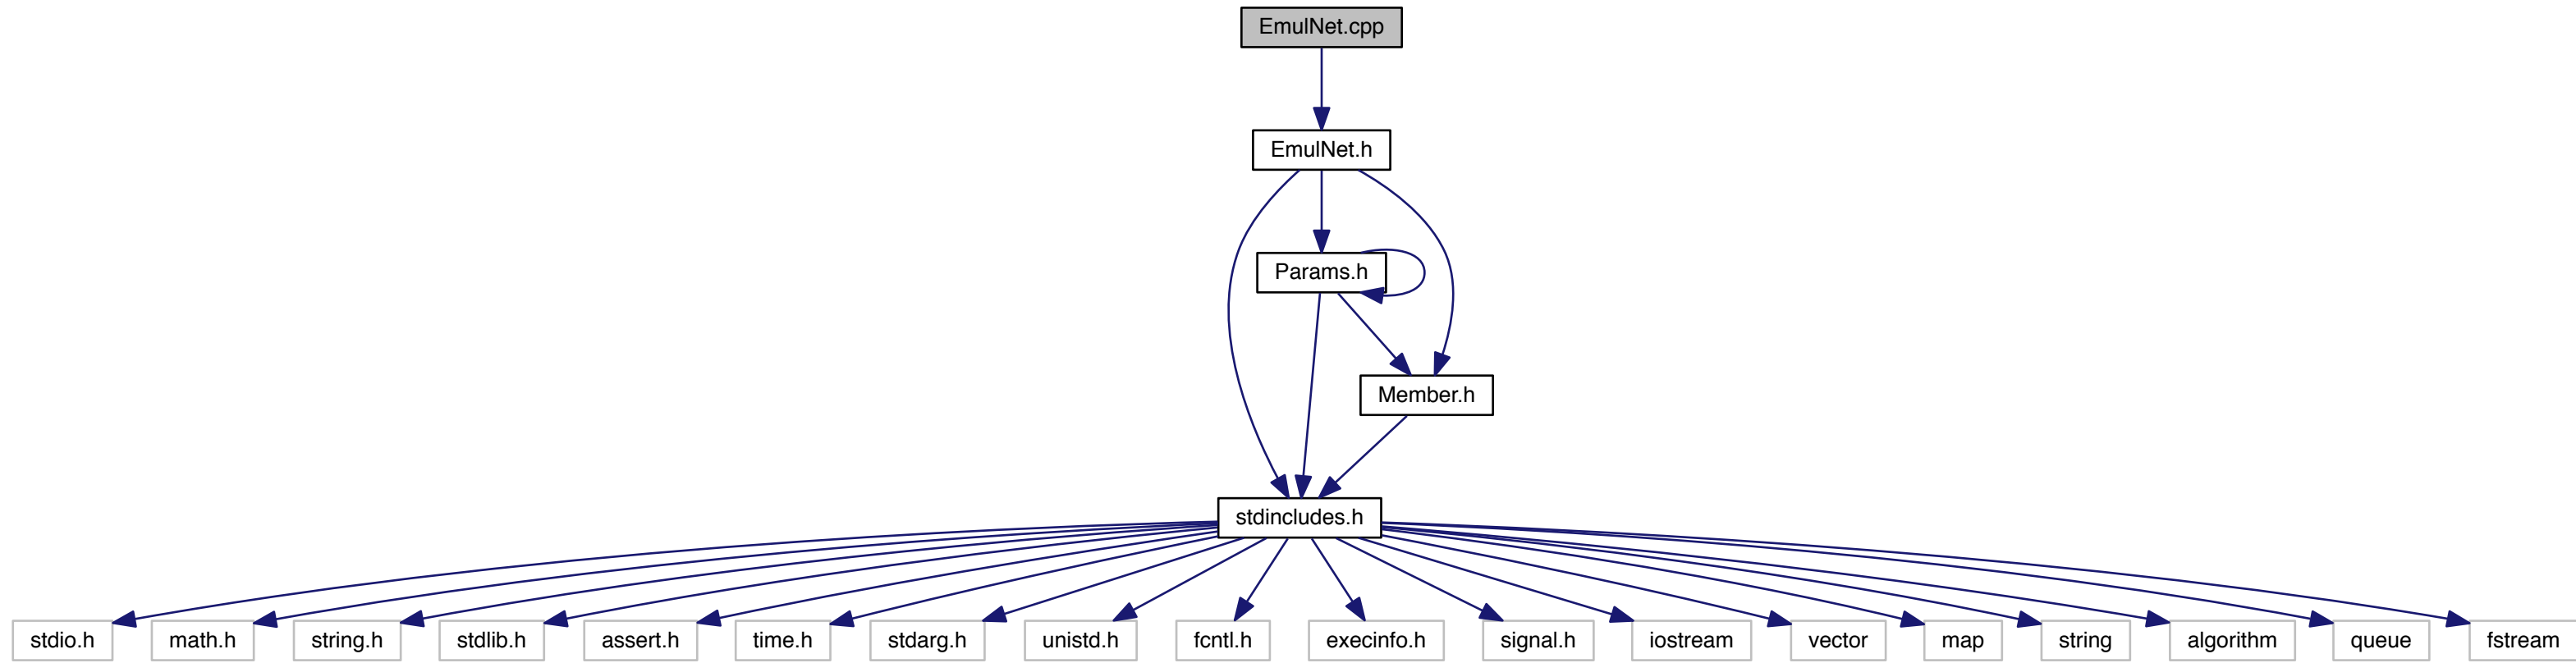 EmulNet.cpp
EmulNet.h
Params.h
Member.h
stdincludes.h
stdio.h
math.h
string.h
stdlib.h
assert.h
time.h
stdarg.h
unistd.h
fcntl.h
execinfo.h
signal.h
iostream
vector
map
string
algorithm
queue
fstream